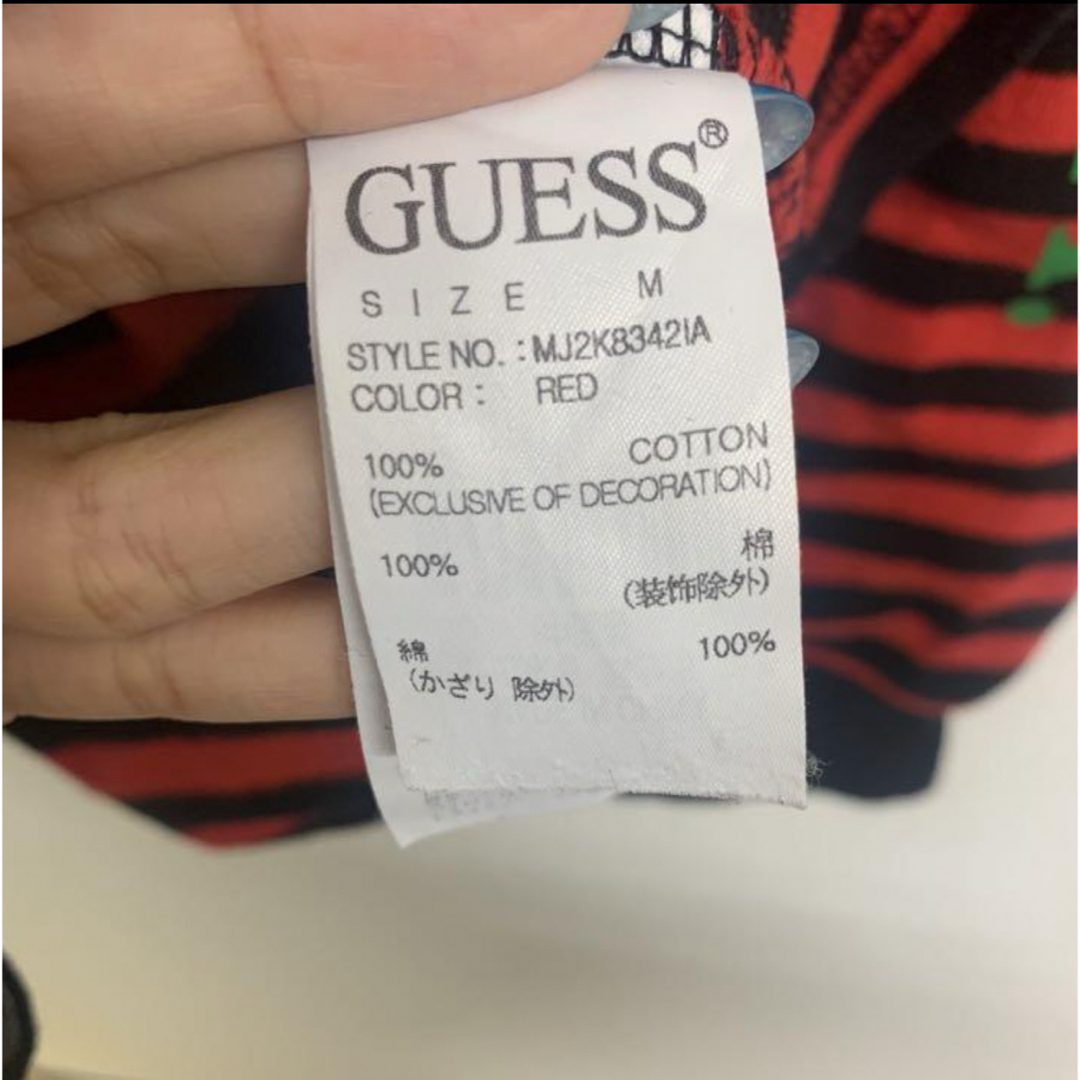 GUESS®
SIZE M
STYLE NO. : MJ2K8342IA
COLOR : RED
100% COTTON
(EXCLUSIVE OF DECORATION)
100% 棉
(装饰除外)
綿 100%
(かざり 除外)